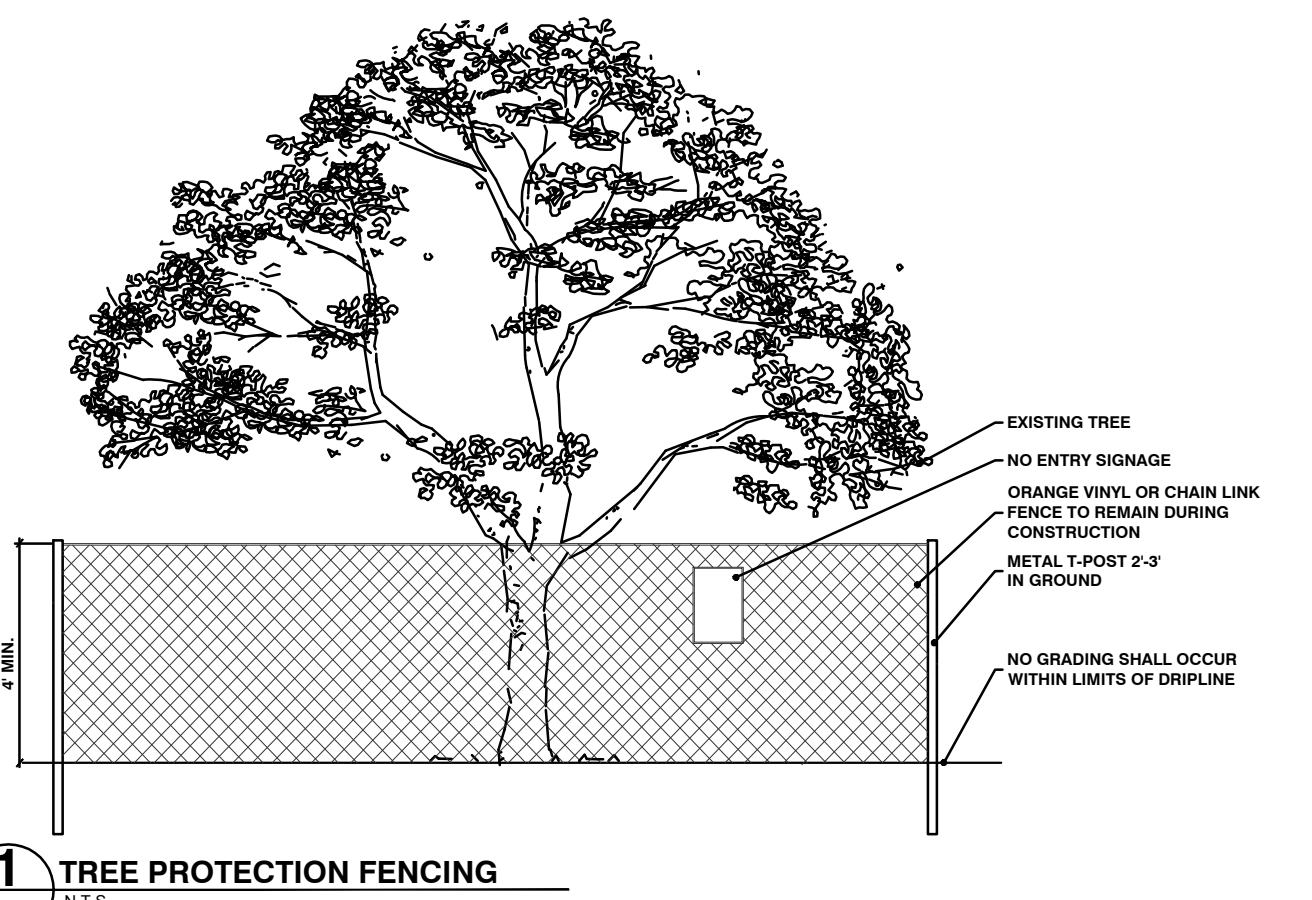 EXISTING TREE
NO ENTRY SIGNAGE
ORANGE VINYL OR CHAIN LINK
FENCE TO REMAIN DURING
CONSTRUCTION
METAL T-POST 2'-3'
IN GROUND
NO GRADING SHALL OCCUR
WITHIN LIMITS OF DRIPLINE
4' MIN.
1
TREE PROTECTION FENCING
N.T.S.